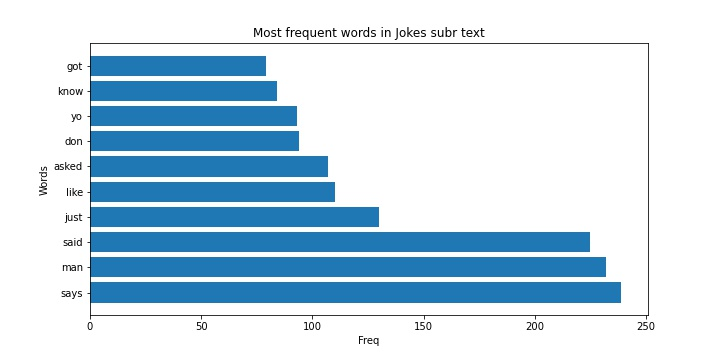 Most frequent words in Jokes subr text
got
know
yo
don
asked
like
just
said
man
says
Words
0 50 100 150 200 250
Freq